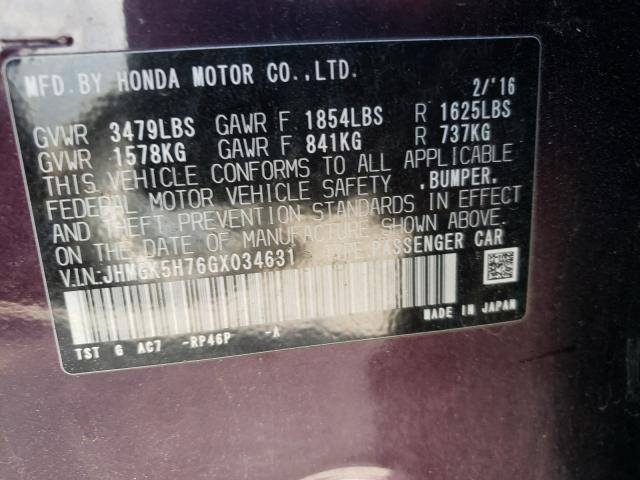 MFD.BY HONDA MOTOR CO.,LTD. 2/'16
GVWR 3479LBS GAWR F 1854LBS R 1625LBS
GVWR 1578KG GAWR F 841KG R 737KG
THIS VEHICLE CONFORMS TO ALL APPLICABLE
FEDERAL MOTOR VEHICLE SAFETY ,BUMPER,
AND THEFT PREVENTION STANDARDS IN EFFECT
ON THE DATE OF MANUFACTURE SHOWN ABOVE.
V.I.N:JHMGK5H76GX034631 TYPE:PASSENGER CAR
MADE IN JAPAN
TST G AC7 -RP46P -A